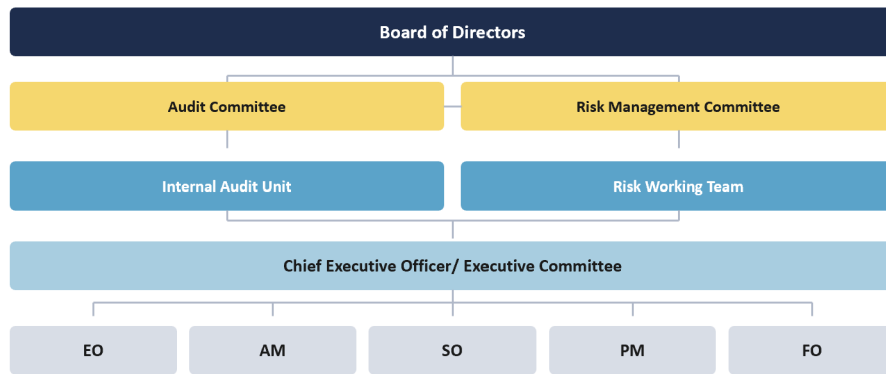 Board of Directors
Audit Committee
Risk Management Committee
Internal Audit Unit
Risk Working Team
Chief Executive Officer/ Executive Committee
EO
AM
SO
PM
FO